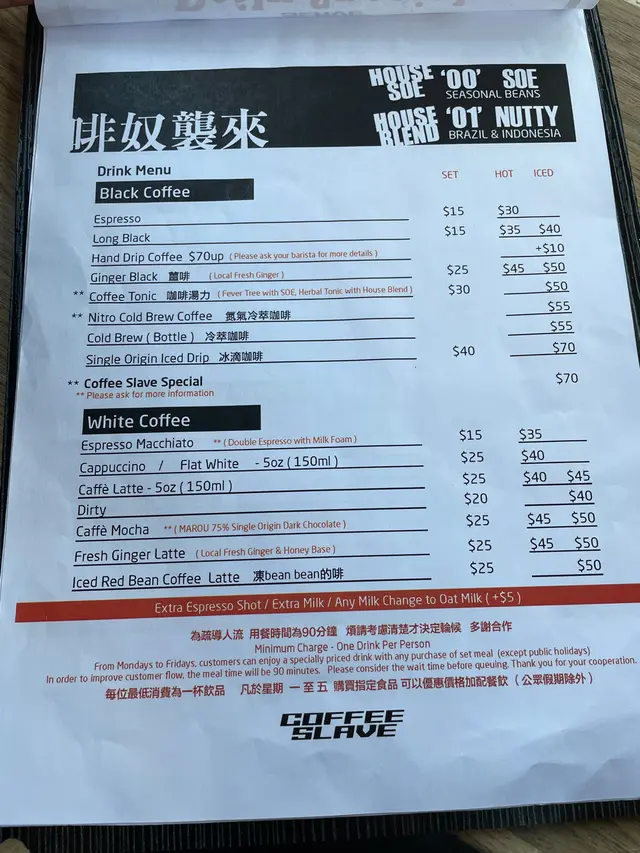 HOUSE SOE '00' SOE
SEASONAL BEANS
啡奴襲來
HOUSE BLEND '01' NUTTY
BRAZIL & INDONESIA
Drink Menu SET HOT ICED
Black Coffee
Espresso $15 $30
Long Black $15 $35 $40
Hand Drip Coffee $70up ( Please ask your barista for more details ) +$10
Ginger Black 薑啡 ( Local Fresh Ginger ) $25 $45 $50
** Coffee Tonic 咖啡湯力 ( Fever Tree with SOE, Herbal Tonic with House Blend ) $30 $50
** Nitro Cold Brew Coffee 氮氣冷萃咖啡 $55
Cold Brew ( Bottle ) 冷萃咖啡 $55
Single Origin Iced Drip 冰滴咖啡 $40 $70
** Coffee Slave Special $70
** Please ask for more information
White Coffee
Espresso Macchiato ** ( Double Espresso with Milk Foam ) $15 $35
Cappuccino / Flat White - 5oz ( 150ml ) $25 $40
Caffè Latte - 5oz ( 150ml ) $25 $40 $45
Dirty $20 $40
Caffè Mocha ** ( MAROU 75% Single Origin Dark Chocolate ) $25 $45 $50
Fresh Ginger Latte ( Local Fresh Ginger & Honey Base ) $25 $45 $50
Iced Red Bean Coffee Latte 凍bean bean的啡 $25 $50
Extra Espresso Shot / Extra Milk / Any Milk Change to Oat Milk ( +$5 )
為疏導人流 用餐時間為90分鐘 煩請考慮清楚才決定輪候 多謝合作
Minimum Charge - One Drink Per Person
From Mondays to Fridays, customers can enjoy a specially priced drink with any purchase of set meal (except public holidays)
In order to improve customer flow, the meal time will be 90 minutes. Please consider the wait time before queuing. Thank you for your cooperation.
每位最低消費為一杯飲品 凡於星期 一 至 五 購買指定食品 可以優惠價格加配餐飲 ( 公眾假期除外 )
COFFEE
SLAVE